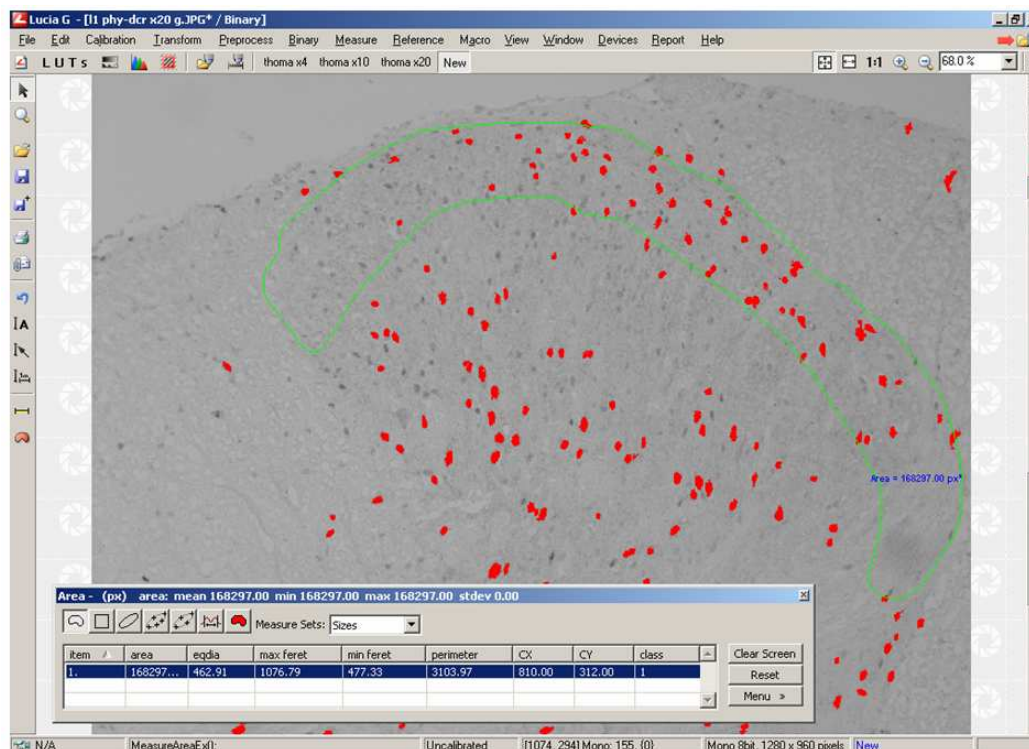 Lucia G - [l1 phy-dcr x20 g.JPG* / Binary]
File Edit Calibration Transform Preprocess Binary Measure Reference Macro View Window Devices Report Help
LUTs thoma x4 thoma x10 thoma x20 New 1:1 68.0 %
Area = 168297.00 px²
Area - (px) area: mean 168297.00 min 168297.00 max 168297.00 stdev 0.00
Measure Sets: Sizes
item area eqdia max feret min feret perimeter CX CY class Clear Screen
1. 168297... 462.91 1076.79 477.33 3103.97 810.00 312.00 1 Reset
Menu »
N/A MeasureAreaEx(); Uncalibrated [1074, 294] Mono: 155, {0} Mono 8bit, 1280 x 960 pixels New